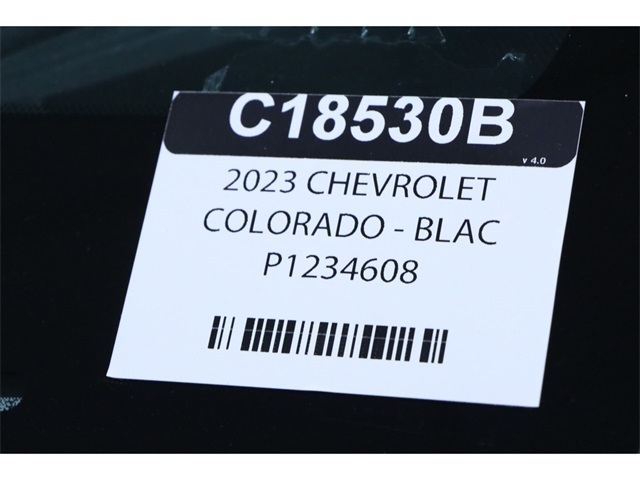 C18530B
v 4.0
2023 CHEVROLET
COLORADO - BLAC
P1234608